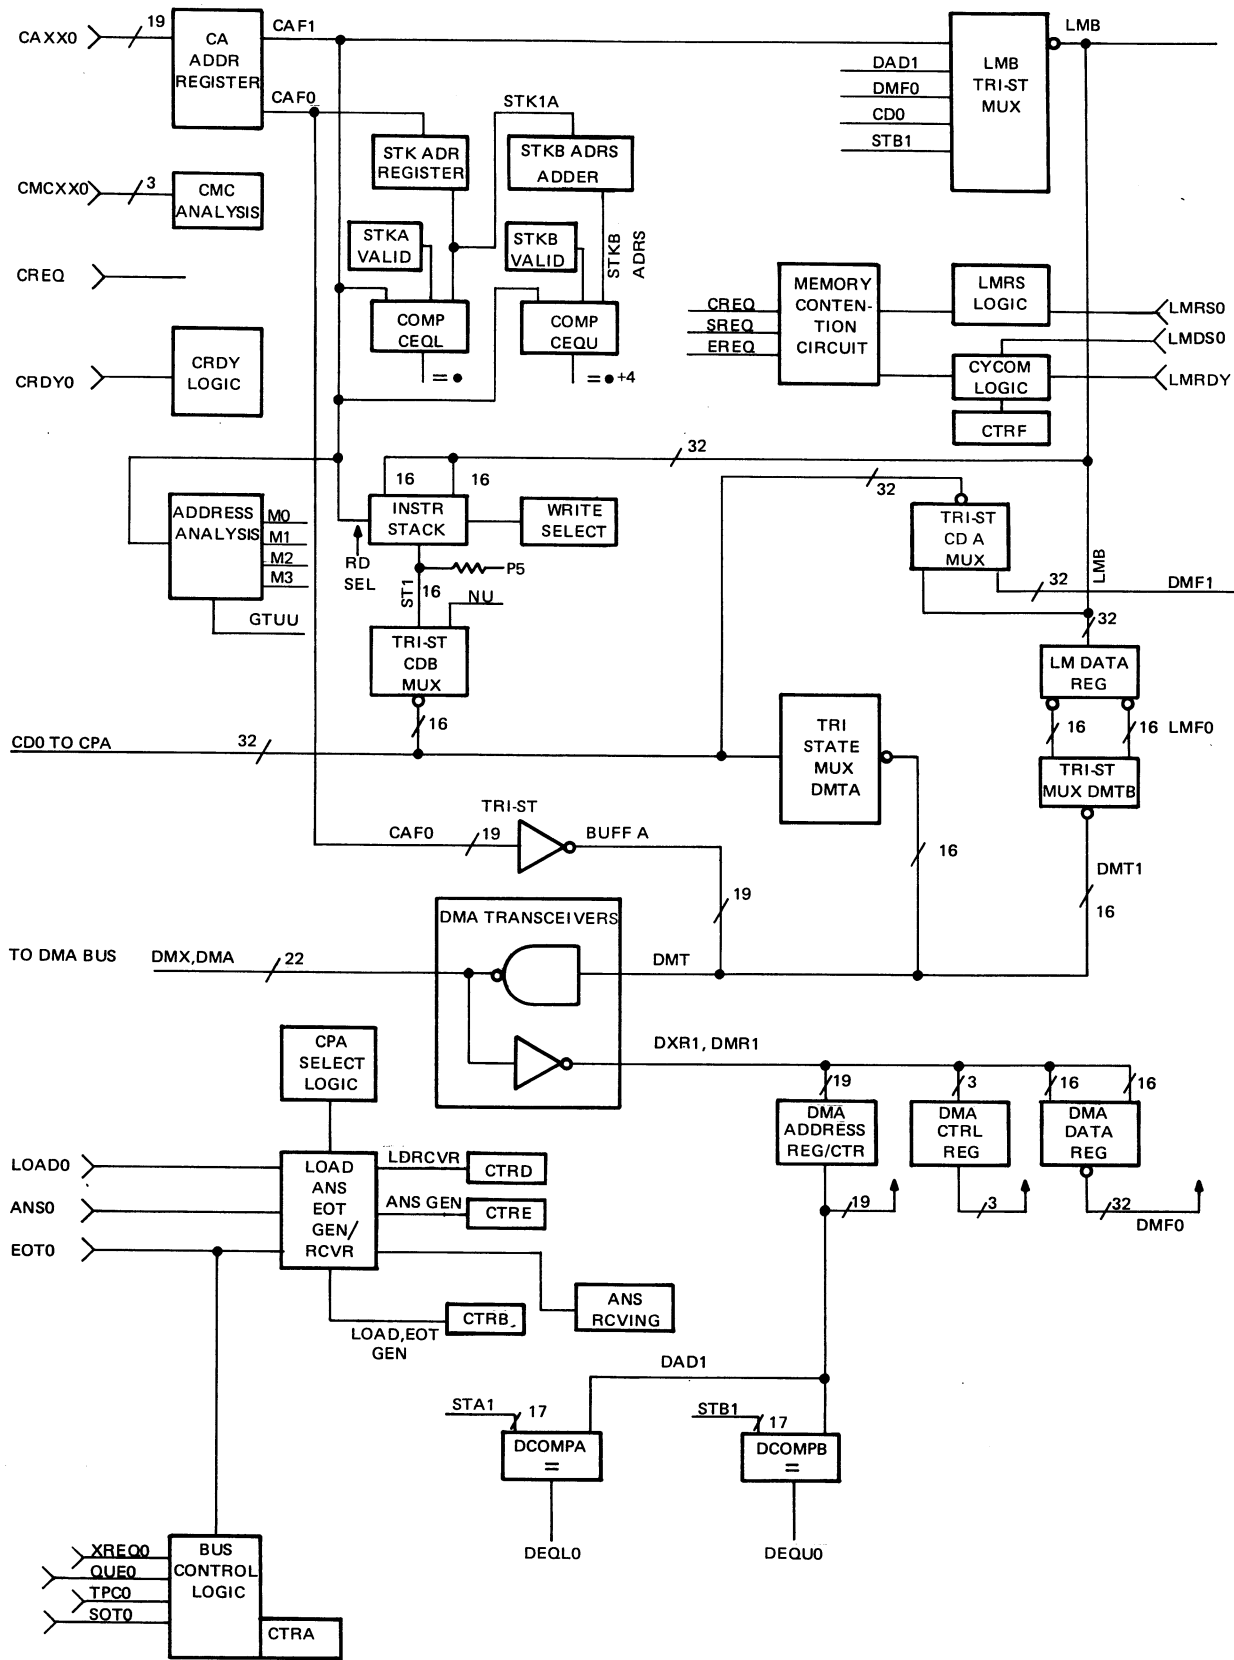 CAXX0
19
CA
ADDR
REGISTER
CAF1
CAF0
LMB
TRI-ST
MUX
LMB
DAD1
DMF0
CD0
STB1
STK1A
STK ADR
REGISTER
STKB ADRS
ADDER
CMCXX0
3
CMC
ANALYSIS
STKA
VALID
STKB
VALID
STKB
ADRS
CREQ
COMP
CEQL
COMP
CEQU
= •
= •+4
CREQ
SREQ
EREQ
MEMORY
CONTEN-
TION
CIRCUIT
LMRS
LOGIC
LMRS0
LMDS0
CYCOM
LOGIC
LMRDY
CTRF
CRDY0
CRDY
LOGIC
32
16
16
32
ADDRESS
ANALYSIS
M0
M1
M2
M3
GTUU
INSTR
STACK
WRITE
SELECT
RD
SEL
P5
ST1
16
NU
TRI-ST
CD A
MUX
LMB
32
DMF1
32
TRI-ST
CDB
MUX
16
LM DATA
REG
16
16
LMF0
CD0 TO CPA
32
TRI
STATE
MUX
DMTA
TRI-ST
MUX DMTB
TRI-ST
CAF0
19
BUFF A
19
16
DMT1
16
DMA TRANSCEIVERS
TO DMA BUS
DMX,DMA
22
DMT
CPA
SELECT
LOGIC
DXR1, DMR1
19
3
16
16
DMA
ADDRESS
REG/CTR
DMA
CTRL
REG
DMA
DATA
REG
19
3
32
DMF0
LOAD0
ANS0
EOT0
LOAD
ANS
EOT
GEN/
RCVR
LDRCVR
CTRD
ANS GEN
CTRE
ANS
RCVING
CTRB
LOAD,EOT
GEN
DAD1
STA1
17
STB1
17
DCOMPA
=
DCOMPB
=
DEQL0
DEQU0
XREQ0
QUE0
TPC0
SOT0
BUS
CONTROL
LOGIC
CTRA